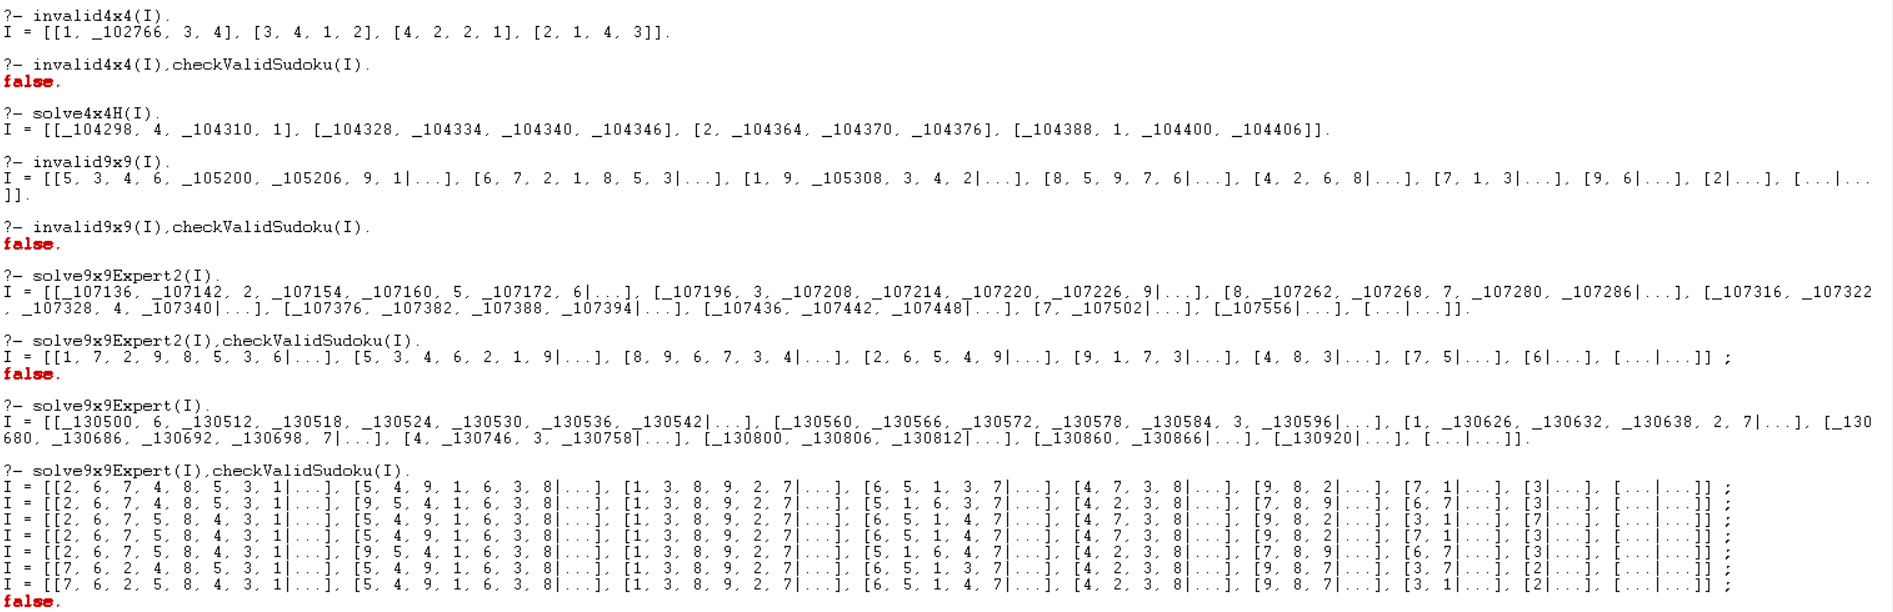 ?- invalid4x4(I).
I = [[1, _102766, 3, 4], [3, 4, 1, 2], [4, 2, 2, 1], [2, 1, 4, 3]].
?- invalid4x4(I),checkValidSudoku(I).
false.
?- solve4x4H(I).
I = [[_104298, 4, _104310, 1], [_104328, _104334, _104340, _104346], [2, _104364, _104370, _104376], [_104388, 1, _104400, _104406]].
?- invalid9x9(I).
I = [[5, 3, 4, 6, _105200, _105206, 9, 1|...], [6, 7, 2, 1, 8, 5, 3|...], [1, 9, _105308, 3, 4, 2|...], [8, 5, 9, 7, 6|...], [4, 2, 6, 8|...], [7, 1, 3|...], [9, 6|...], [2|...], [...|...
]].
?- invalid9x9(I),checkValidSudoku(I).
false.
?- solve9x9Expert2(I).
I = [[_107136, _107142, 2, _107154, _107160, 5, _107172, 6|...], [_107196, 3, _107208, _107214, _107220, _107226, 9|...], [8, _107262, _107268, 7, _107280, _107286|...], [_107316, _107322
, _107328, 4, _107340|...], [_107376, _107382, _107388, _107394|...], [_107436, _107442, _107448|...], [7, _107502|...], [_107556|...], [...|...]].
?- solve9x9Expert2(I),checkValidSudoku(I).
I = [[1, 7, 2, 9, 8, 5, 3, 6|...], [5, 3, 4, 6, 2, 1, 9|...], [8, 9, 6, 7, 3, 4|...], [2, 6, 5, 4, 9|...], [9, 1, 7, 3|...], [4, 8, 3|...], [7, 5|...], [6|...], [...|...]] ;
false.
?- solve9x9Expert(I).
I = [[_130500, 6, _130512, _130518, _130524, _130530, _130536, _130542|...], [_130560, _130566, _130572, _130578, _130584, 3, _130596|...], [1, _130626, _130632, _130638, 2, 7|...], [_130
680, _130686, _130692, _130698, 7|...], [4, _130746, 3, _130758|...], [_130800, _130806, _130812|...], [_130860, _130866|...], [_130920|...], [...|...]].
?- solve9x9Expert(I),checkValidSudoku(I).
I = [[2, 6, 7, 4, 8, 5, 3, 1|...], [5, 4, 9, 1, 6, 3, 8|...], [1, 3, 8, 9, 2, 7|...], [6, 5, 1, 3, 7|...], [4, 7, 3, 8|...], [9, 8, 2|...], [7, 1|...], [3|...], [...|...]] ;
I = [[2, 6, 7, 4, 8, 5, 3, 1|...], [9, 5, 4, 1, 6, 3, 8|...], [1, 3, 8, 9, 2, 7|...], [5, 1, 6, 3, 7|...], [4, 2, 3, 8|...], [7, 8, 9|...], [6, 7|...], [3|...], [...|...]] ;
I = [[2, 6, 7, 5, 8, 4, 3, 1|...], [5, 4, 9, 1, 6, 3, 8|...], [1, 3, 8, 9, 2, 7|...], [6, 5, 1, 4, 7|...], [4, 7, 3, 8|...], [9, 8, 2|...], [3, 1|...], [7|...], [...|...]] ;
I = [[2, 6, 7, 5, 8, 4, 3, 1|...], [5, 4, 9, 1, 6, 3, 8|...], [1, 3, 8, 9, 2, 7|...], [6, 5, 1, 4, 7|...], [4, 7, 3, 8|...], [9, 8, 2|...], [7, 1|...], [3|...], [...|...]] ;
I = [[2, 6, 7, 5, 8, 4, 3, 1|...], [9, 5, 4, 1, 6, 3, 8|...], [1, 3, 8, 9, 2, 7|...], [5, 1, 6, 4, 7|...], [4, 2, 3, 8|...], [7, 8, 9|...], [6, 7|...], [3|...], [...|...]] ;
I = [[7, 6, 2, 4, 8, 5, 3, 1|...], [5, 4, 9, 1, 6, 3, 8|...], [1, 3, 8, 9, 2, 7|...], [6, 5, 1, 3, 7|...], [4, 2, 3, 8|...], [9, 8, 7|...], [3, 7|...], [2|...], [...|...]] ;
I = [[7, 6, 2, 5, 8, 4, 3, 1|...], [5, 4, 9, 1, 6, 3, 8|...], [1, 3, 8, 9, 2, 7|...], [6, 5, 1, 4, 7|...], [4, 2, 3, 8|...], [9, 8, 7|...], [3, 1|...], [2|...], [...|...]] ;
false.